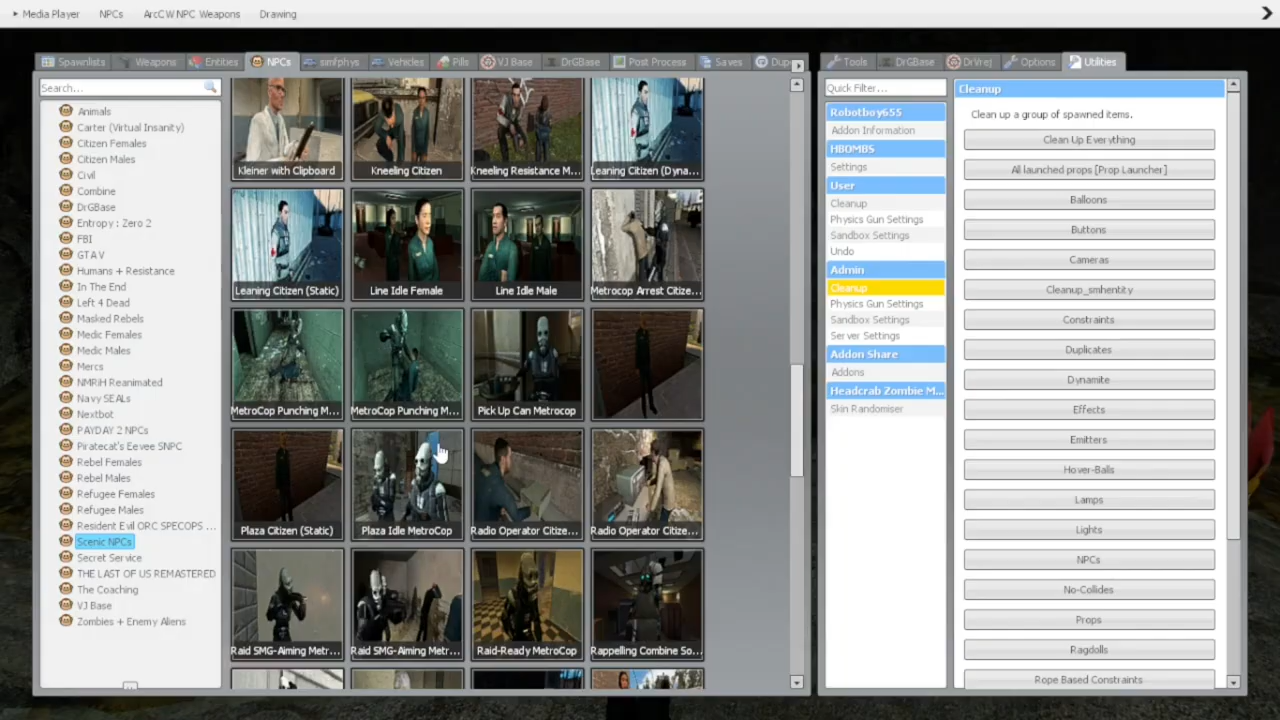 Media Player NPCs ArcCW NPC Weapons Drawing
Spawnlists Weapons Entities NPCs simfphys Vehicles Pills VJ Base DrGBase Post Process Saves Dup
Search...
Animals
Carter (Virtual Insanity)
Citizen Females
Citizen Males
Civil
Combine
DrGBase
Entropy : Zero 2
FBI
GTA V
Humans + Resistance
In The End
Left 4 Dead
Masked Rebels
Medic Females
Medic Males
Mercs
NMRiH Reanimated
Navy SEALs
Nextbot
PAYDAY 2 NPCs
Piratecat's Eevee SNPC
Rebel Females
Rebel Males
Refugee Females
Refugee Males
Resident Evil ORC SPECOPS ...
Scenic NPCs
Secret Service
THE LAST OF US REMASTERED
The Coaching
VJ Base
Zombies + Enemy Aliens
Kleiner with Clipboard Kneeling Citizen Kneeling Resistance M... Leaning Citizen (Dyna...
Leaning Citizen (Static) Line Idle Female Line Idle Male Metrocop Arrest Citize...
MetroCop Punching M... MetroCop Punching M... Pick Up Can Metrocop
Plaza Citizen (Static) Plaza Idle MetroCop Radio Operator Citize... Radio Operator Citize...
Raid SMG-Aiming Metr... Raid SMG-Aiming Metr... Raid-Ready MetroCop Rappelling Combine So...
Tools DrGBase DrVrej Options Utilities
Quick Filter...
Robotboy655
Addon Information
HBOMBS
Settings
User
Cleanup
Physics Gun Settings
Sandbox Settings
Undo
Admin
Cleanup
Physics Gun Settings
Sandbox Settings
Server Settings
Addon Share
Addons
Headcrab Zombie M...
Skin Randomiser
Cleanup
Clean up a group of spawned items.
Clean Up Everything
All launched props [Prop Launcher]
Balloons
Buttons
Cameras
Cleanup_smhentity
Constraints
Duplicates
Dynamite
Effects
Emitters
Hover-Balls
Lamps
Lights
NPCs
No-Collides
Props
Ragdolls
Rope Based Constraints